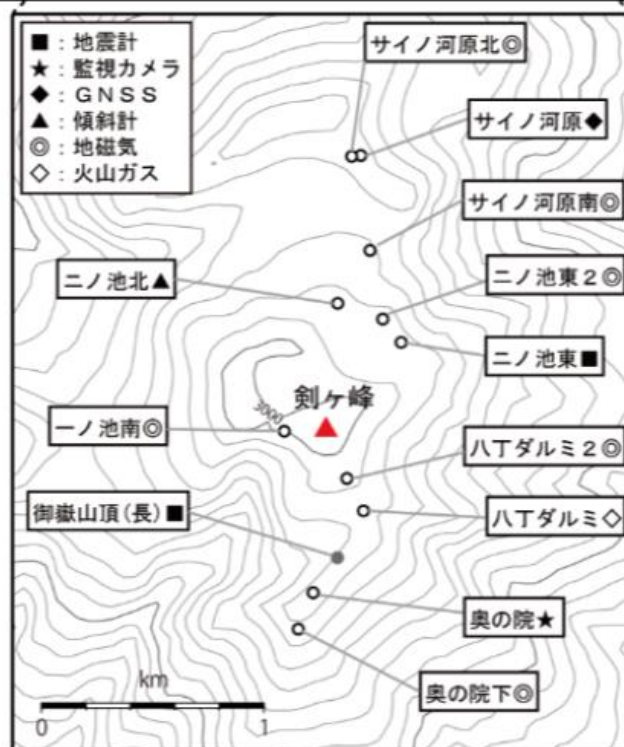 ■：地震計
★：監視カメラ
◆：ＧＮＳＳ
▲：傾斜計
◎：地磁気
◇：火山ガス
サイノ河原北◎
サイノ河原◆
サイノ河原南◎
二ノ池北▲
二ノ池東２◎
二ノ池東■
剣ヶ峰
3000
一ノ池南◎
八丁ダルミ２◎
御嶽山頂(長)■
八丁ダルミ◇
奥の院★
奥の院下◎
km
0 1